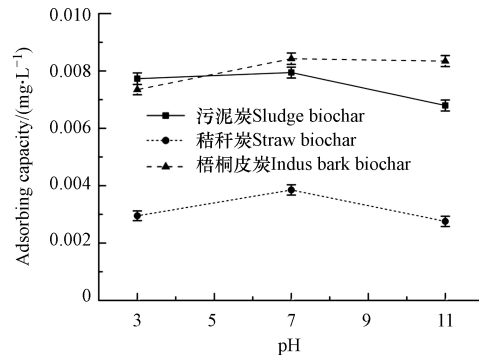 Adsorbing capacity/(mg·L⁻¹)
0.010
0.008
0.006
0.004
0.002
0
污泥炭Sludge biochar
秸秆炭Straw biochar
梧桐皮炭Indus bark biochar
3 5 7 9 11
pH